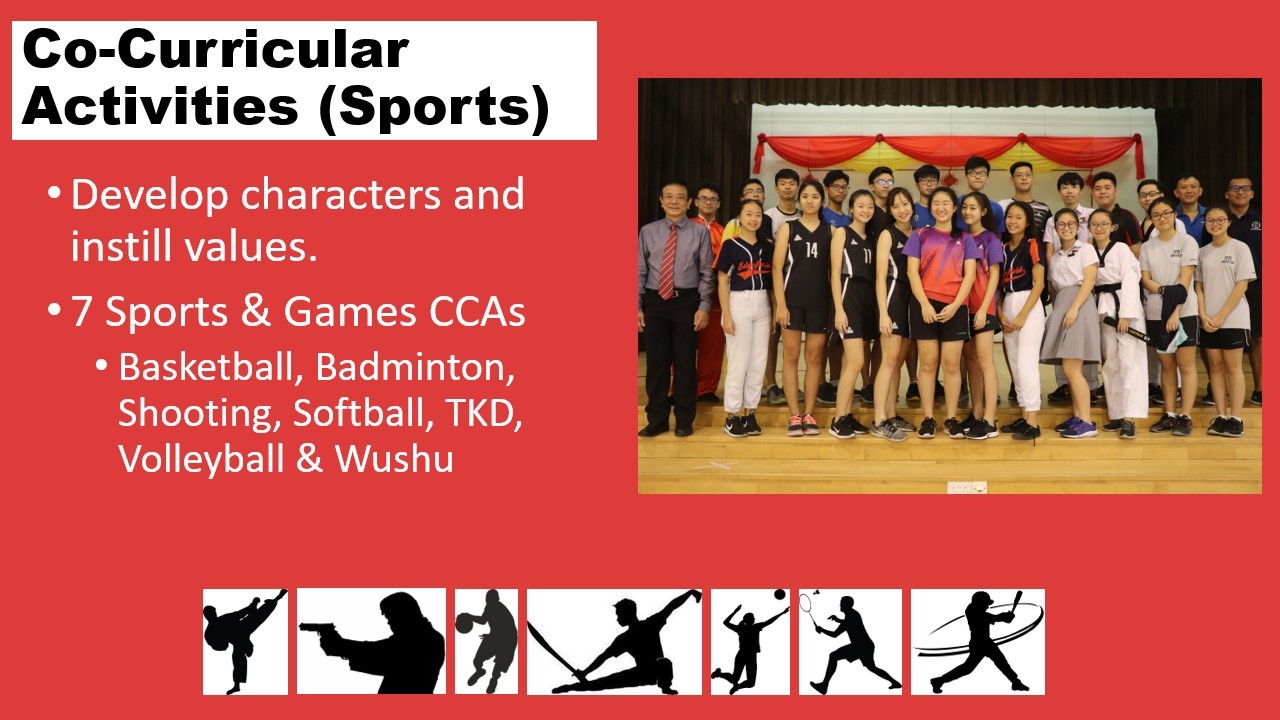 Co-Curricular
Activities (Sports)
• Develop characters and
instill values.
• 7 Sports & Games CCAs
• Basketball, Badminton,
Shooting, Softball, TKD,
Volleyball & Wushu
14
11